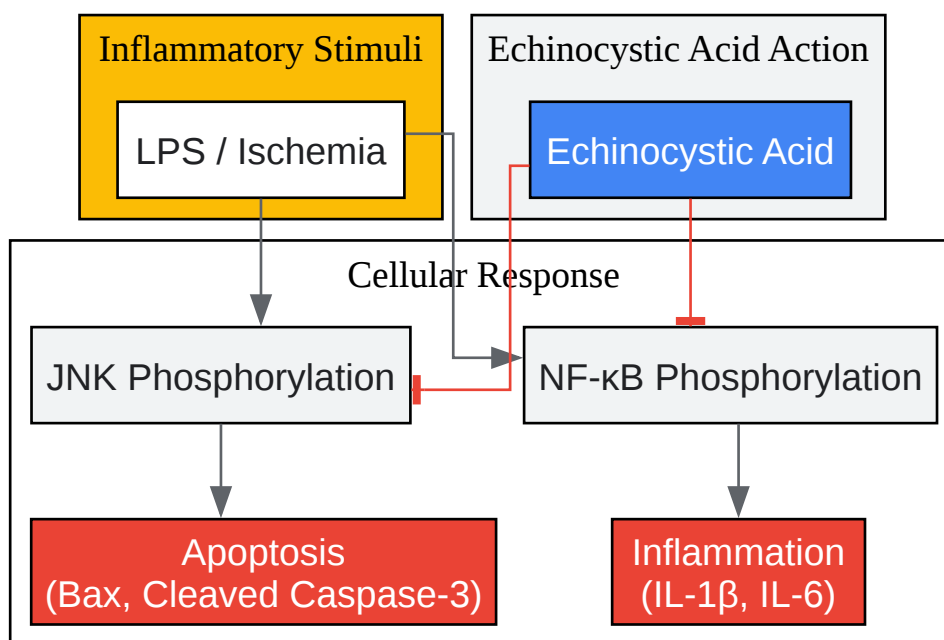 Inflammatory Stimuli
Echinocystic Acid Action
LPS / Ischemia
Echinocystic Acid
Cellular Response
JNK Phosphorylation
NF-κB Phosphorylation
Apoptosis
(Bax, Cleaved Caspase-3)
Inflammation
(IL-1β, IL-6)